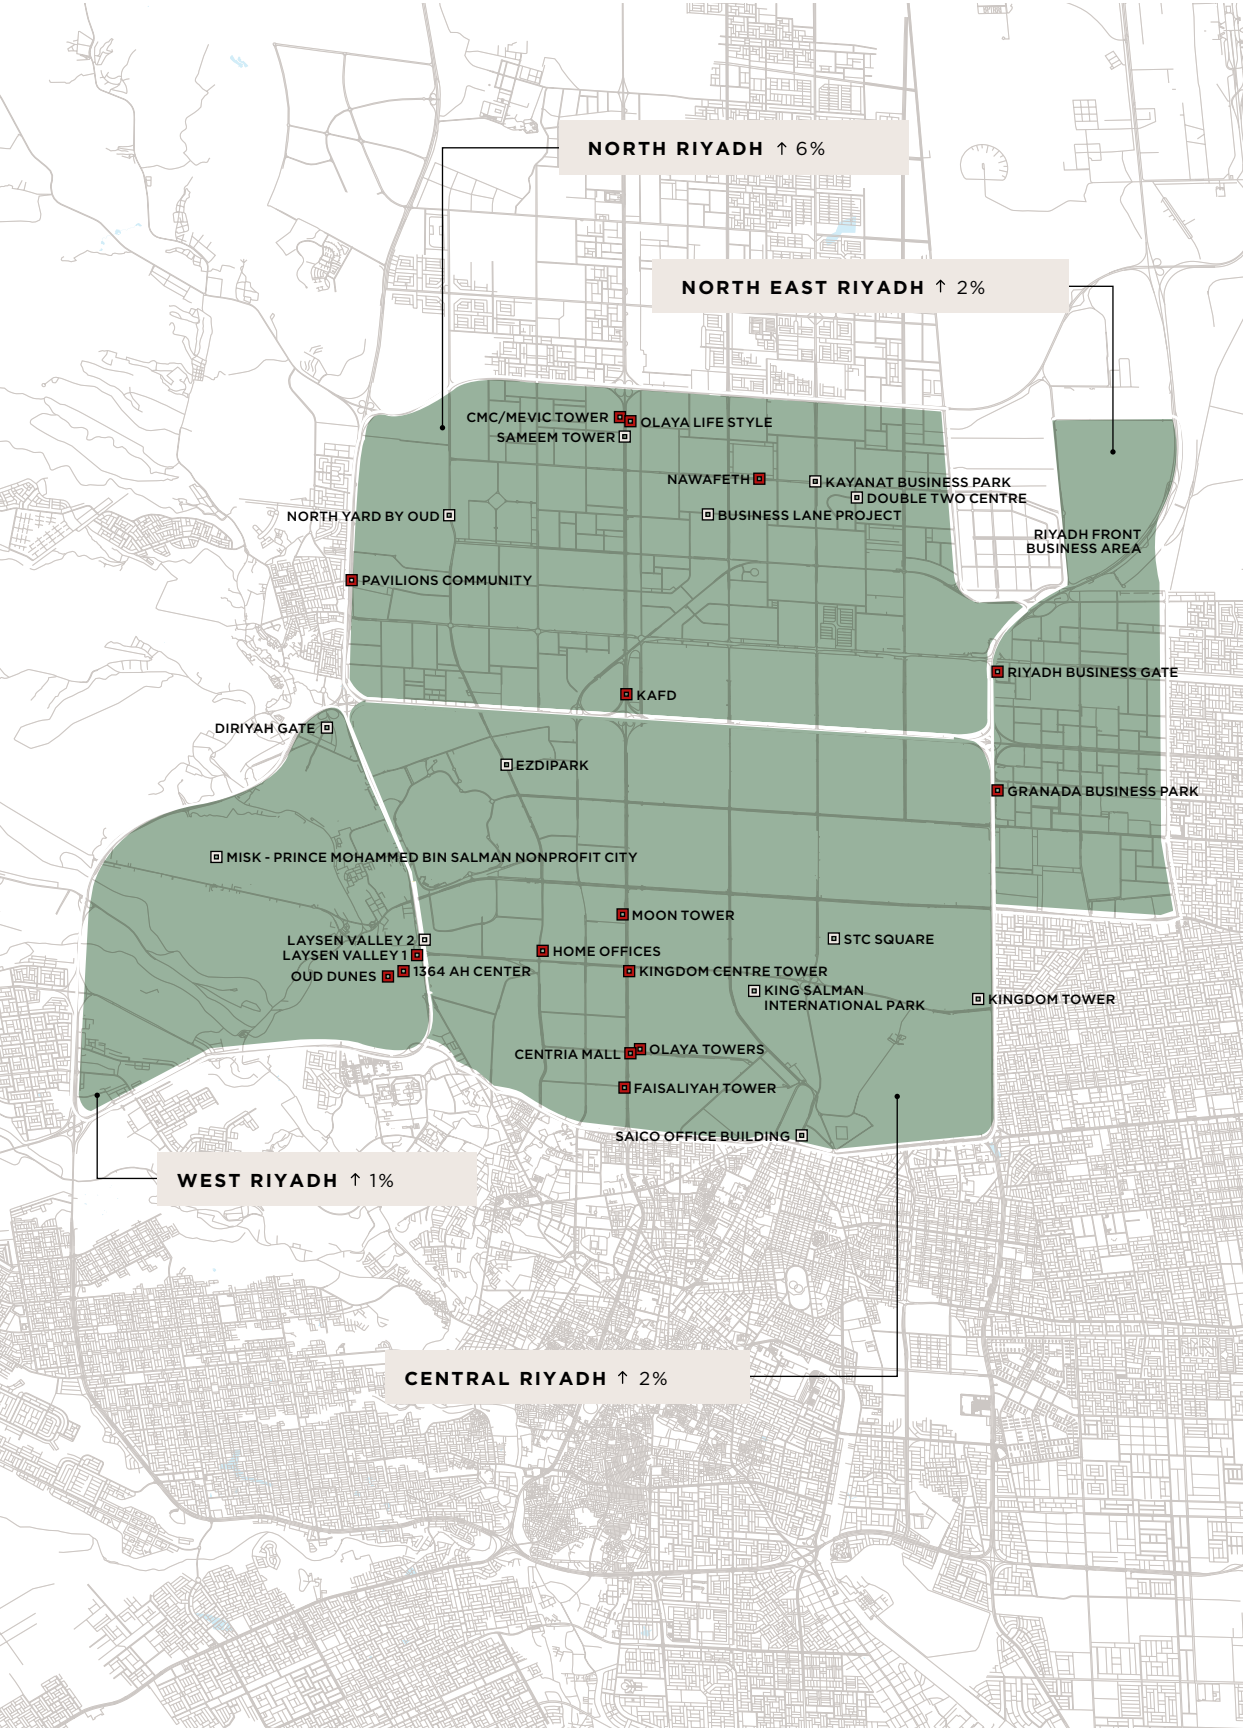 NORTH RIYADH ↑ 6%
NORTH EAST RIYADH ↑ 2%
CMC/MEVIC TOWER
OLAYA LIFE STYLE
SAMEEM TOWER
NAWAFETH
KAYANAT BUSINESS PARK
DOUBLE TWO CENTRE
NORTH YARD BY OUD
BUSINESS LANE PROJECT
RIYADH FRONT
BUSINESS AREA
PAVILIONS COMMUNITY
RIYADH BUSINESS GATE
KAFD
DIRIYAH GATE
EZDIPARK
GRANADA BUSINESS PARK
MISK - PRINCE MOHAMMED BIN SALMAN NONPROFIT CITY
MOON TOWER
LAYSEN VALLEY 2
STC SQUARE
LAYSEN VALLEY 1
HOME OFFICES
OUD DUNES
1364 AH CENTER
KINGDOM CENTRE TOWER
KING SALMAN
INTERNATIONAL PARK
KINGDOM TOWER
CENTRIA MALL
OLAYA TOWERS
FAISALIYAH TOWER
SAICO OFFICE BUILDING
WEST RIYADH ↑ 1%
CENTRAL RIYADH ↑ 2%